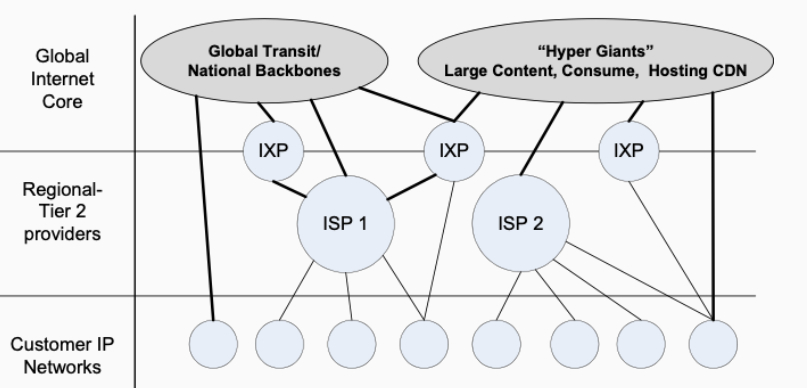 Global
Internet
Core
Global Transit/
National Backbones
“Hyper Giants”
Large Content, Consume, Hosting CDN
IXP
IXP
IXP
Regional-
Tier 2
providers
ISP 1
ISP 2
Customer IP
Networks